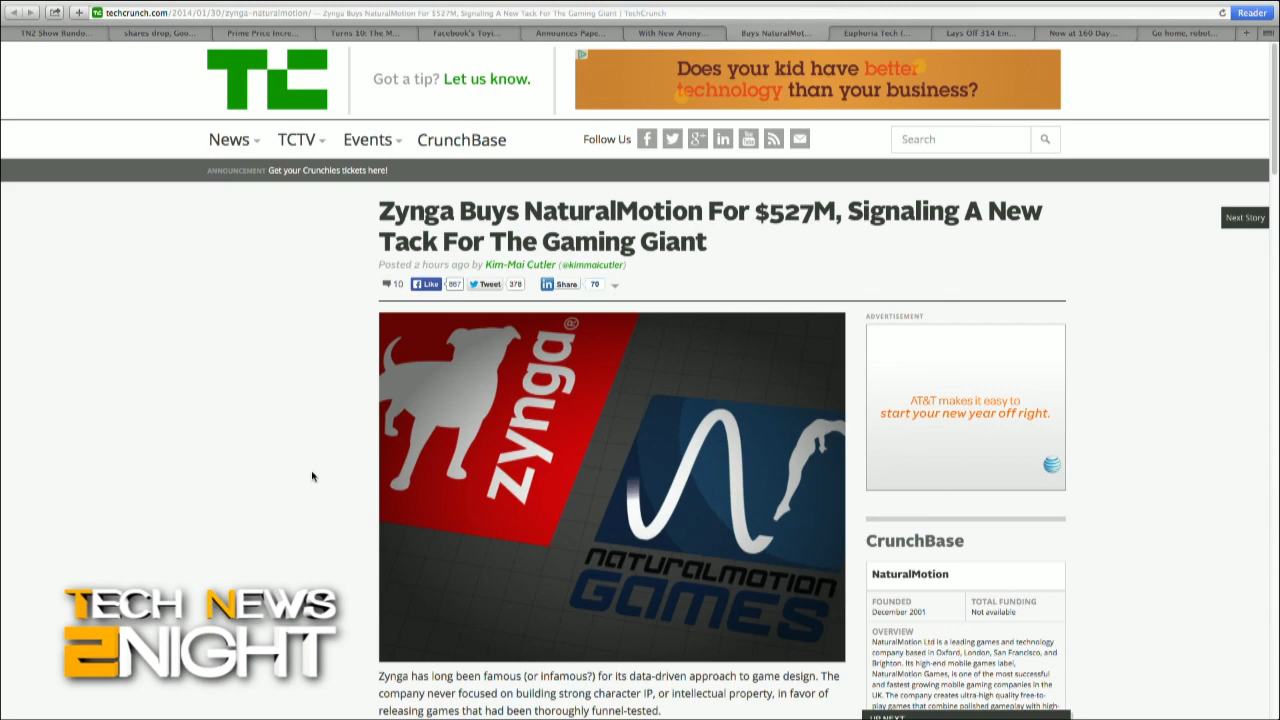 techcrunch.com/2014/01/30/zynga-naturalmotion/ — Zynga Buys NaturalMotion For $527M, Signaling A New Tack For The Gaming Giant | TechCrunch
Reader
TN2 Show Rundo...
shares drop, Goo...
Prime Price Incre...
Turns 10: The M...
Facebook's Toyi...
Announces Pape...
With New Anony...
Buys NaturalMot...
Euphoria Tech (...
Lays Off 314 Em...
Now at 160 Day...
Go home, robot...
TC
Got a tip? Let us know.
Does your kid have better
technology than your business?
News
TCTV
Events
CrunchBase
Follow Us
Search
ANNOUNCEMENT Get your Crunchies tickets here!
Zynga Buys NaturalMotion For $527M, Signaling A New
Tack For The Gaming Giant
Next Story
Posted 2 hours ago by Kim-Mai Cutler (@kimmaicutler)
10
Like
867
Tweet
378
Share
70
zynga®
NATURALMOTION
GAMES
ADVERTISEMENT
AT&T makes it easy to
start your new year off right.
CrunchBase
NaturalMotion
FOUNDED
December 2001
TOTAL FUNDING
Not available
OVERVIEW
NaturalMotion Ltd is a leading games and technology
company based in Oxford, London, San Francisco, and
Brighton. Its high-end mobile games label,
NaturalMotion Games, is one of the most successful
and fastest growing mobile gaming companies in the
UK. The company creates ultra-high quality free-to-
play games that combine polished gameplay with high-
UP NEXT
TECH NEWS
2NIGHT
Zynga has long been famous (or infamous?) for its data-driven approach to game design. The
company never focused on building strong character IP, or intellectual property, in favor of
releasing games that had been thoroughly funnel-tested.